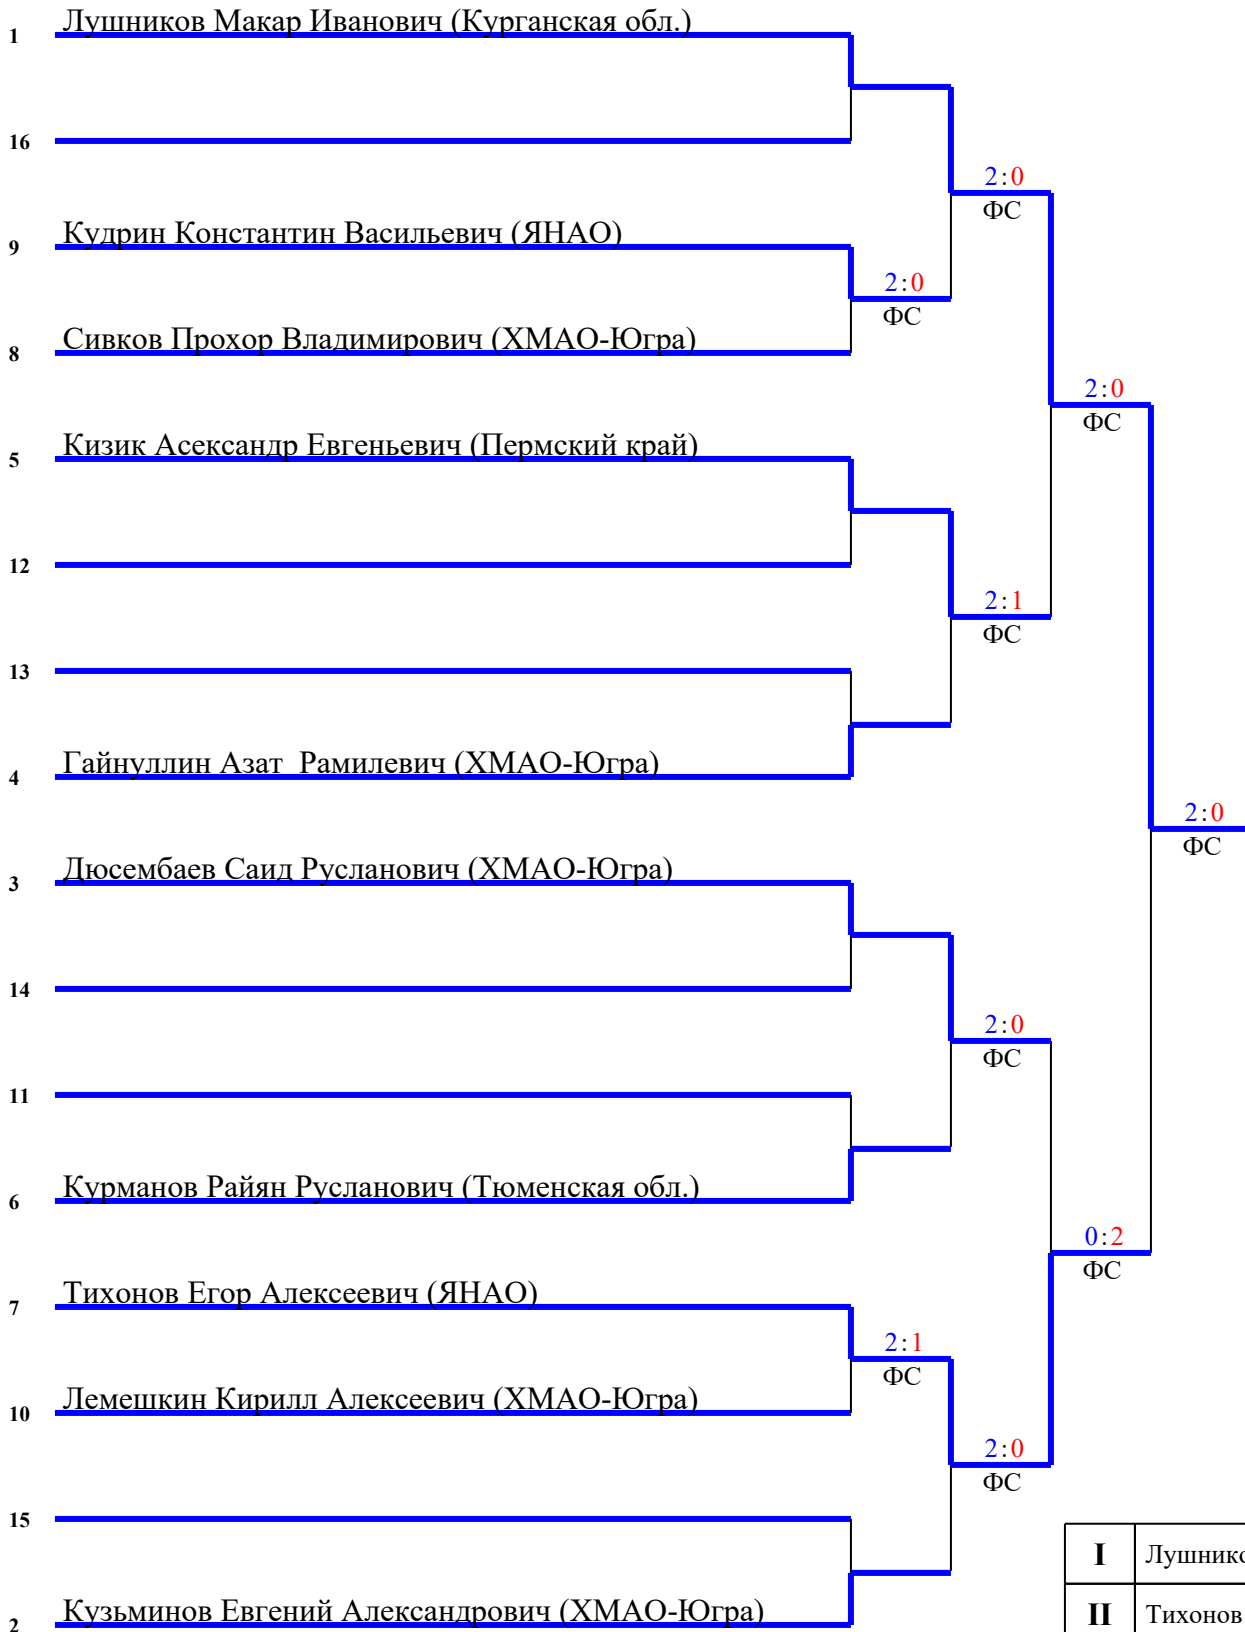 1 Лушников Макар Иванович (Курганская обл.)
16
2:0
ФС
9 Кудрин Константин Васильевич (ЯНАО)
2:0
ФС
8 Сивков Прохор Владимирович (ХМАО-Югра)
2:0
ФС
5 Кизик Асександр Евгеньевич (Пермский край)
12
2:1
ФС
13
4 Гайнуллин Азат  Рамилевич (ХМАО-Югра)
2:0
ФС
3 Дюсембаев Саид Русланович (ХМАО-Югра)
14
2:0
ФС
11
6 Курманов Райян Русланович (Тюменская обл.)
0:2
ФС
7 Тихонов Егор Алексеевич (ЯНАО)
2:1
ФС
10 Лемешкин Кирилл Алексеевич (ХМАО-Югра)
2:0
ФС
15
I Лушнико
2 Кузьминов Евгений Александрович (ХМАО-Югра)
II Тихонов